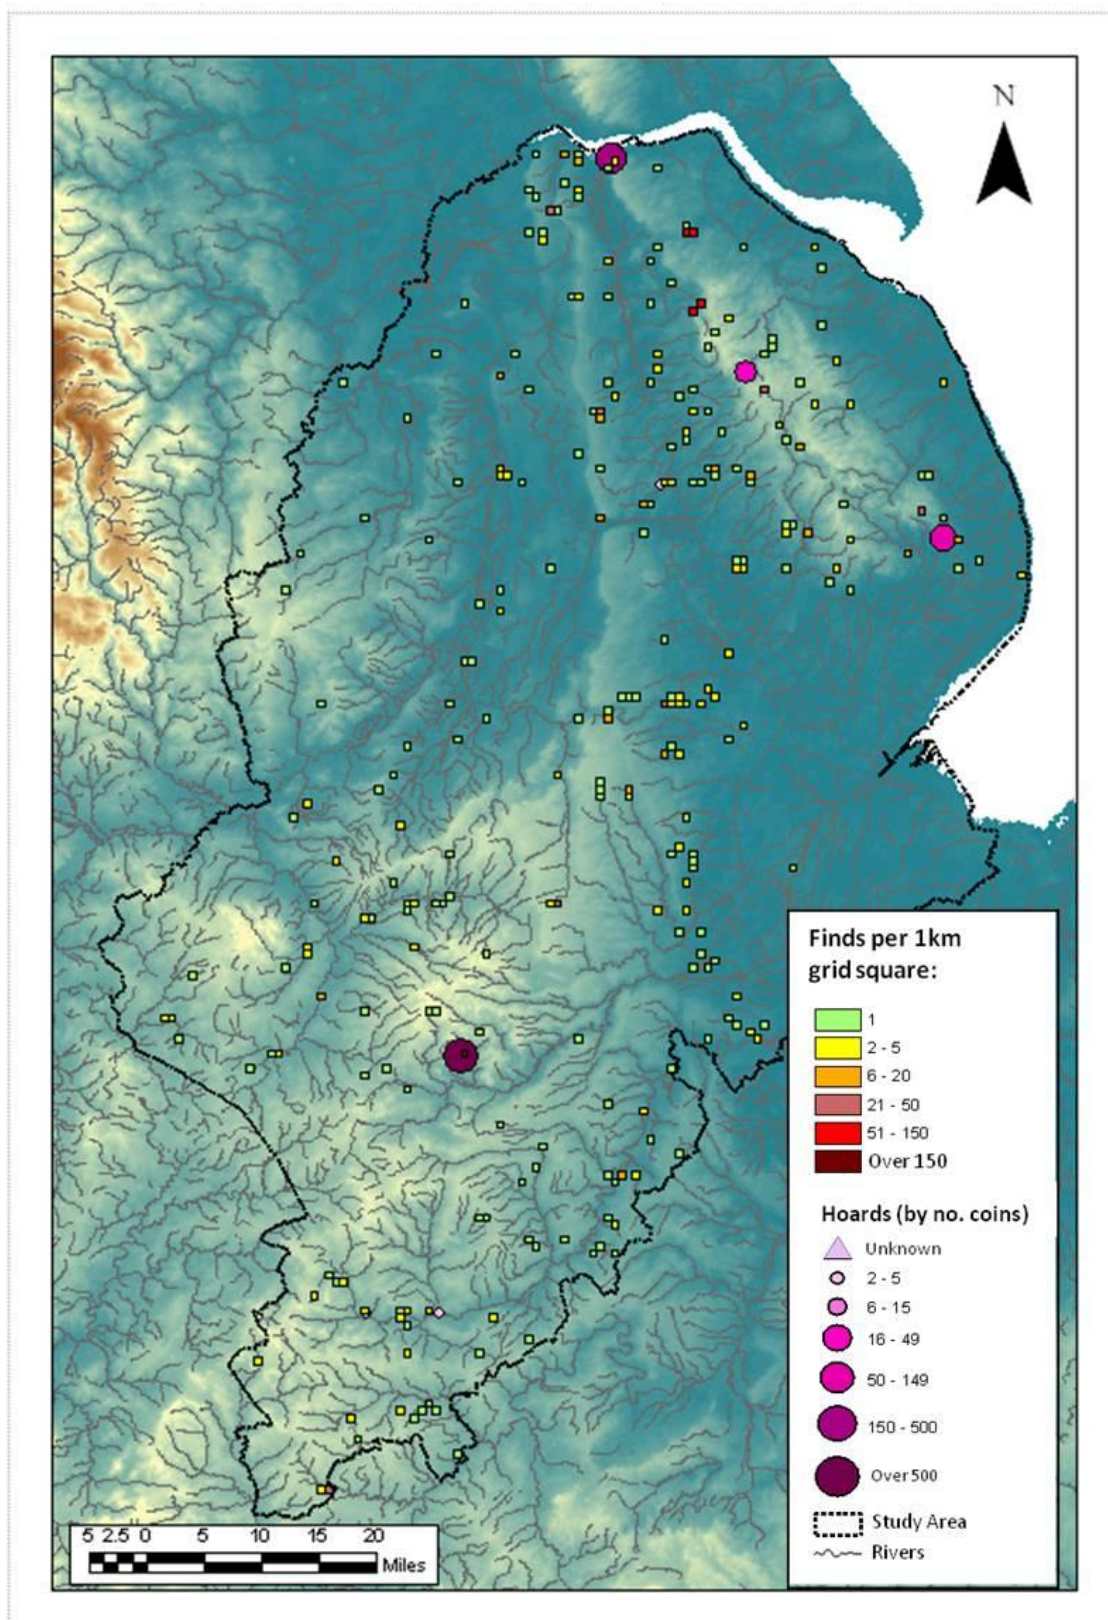 N
Finds per 1km
grid square:
1
2 - 5
6 - 20
21 - 50
51 - 150
Over 150
Hoards (by no. coins)
Unknown
2 - 5
6 - 15
16 - 49
50 - 149
150 - 500
Over 500
Study Area
Rivers
5 2.5 0 5 10 15 20
Miles